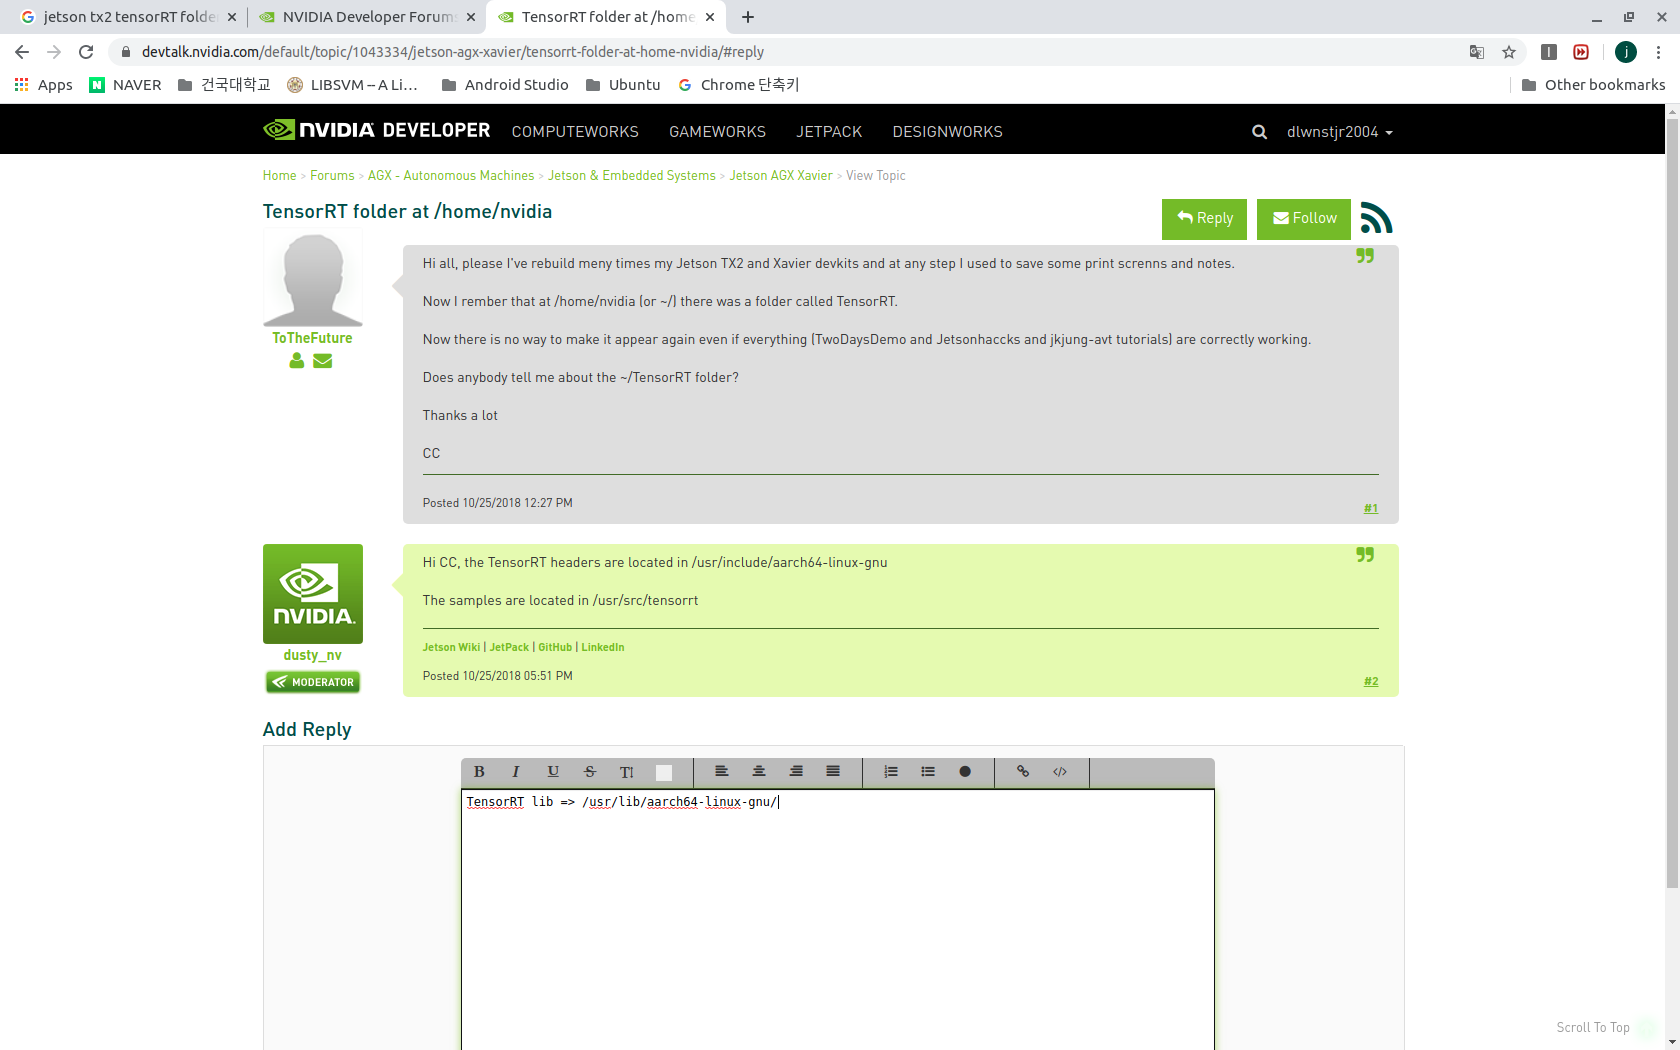 jetson tx2 tensorRT folde
NVIDIA Developer Forums
TensorRT folder at /home
devtalk.nvidia.com/default/topic/1043334/jetson-agx-xavier/tensorrt-folder-at-home-nvidia/#reply
j
Apps
NAVER
건국대학교
LIBSVM -- A Li...
Android Studio
Ubuntu
Chrome 단축키
Other bookmarks
NVIDIA DEVELOPER
COMPUTEWORKS
GAMEWORKS
JETPACK
DESIGNWORKS
dlwnstjr2004
Home > Forums > AGX - Autonomous Machines > Jetson & Embedded Systems > Jetson AGX Xavier > View Topic
TensorRT folder at /home/nvidia
Reply
Follow
ToTheFuture
Hi all, please I've rebuild meny times my Jetson TX2 and Xavier devkits and at any step I used to save some print screnns and notes.
Now I rember that at /home/nvidia (or ~/) there was a folder called TensorRT.
Now there is no way to make it appear again even if everything (TwoDaysDemo and Jetsonhaccks and jkjung-avt tutorials) are correctly working.
Does anybody tell me about the ~/TensorRT folder?
Thanks a lot
CC
Posted 10/25/2018 12:27 PM
#1
NVIDIA.
dusty_nv
MODERATOR
Hi CC, the TensorRT headers are located in /usr/include/aarch64-linux-gnu
The samples are located in /usr/src/tensorrt
Jetson Wiki | JetPack | GitHub | LinkedIn
Posted 10/25/2018 05:51 PM
#2
Add Reply
B I U S TI
TensorRT lib => /usr/lib/aarch64-linux-gnu/
Scroll To Top